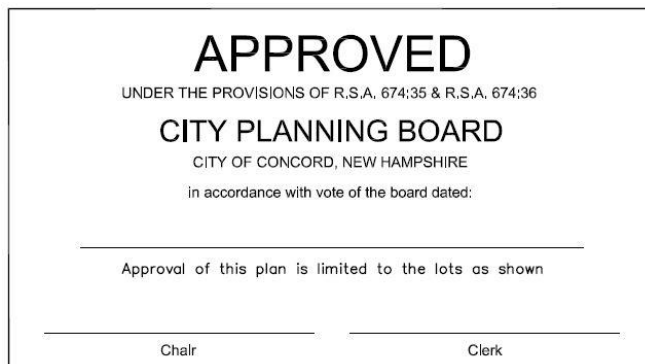 APPROVED
UNDER THE PROVISIONS OF R.S.A. 674:35 & R.S.A. 674:36
CITY PLANNING BOARD
CITY OF CONCORD, NEW HAMPSHIRE
in accordance with vote of the board dated:
Approval of this plan is limited to the lots as shown
Chair Clerk